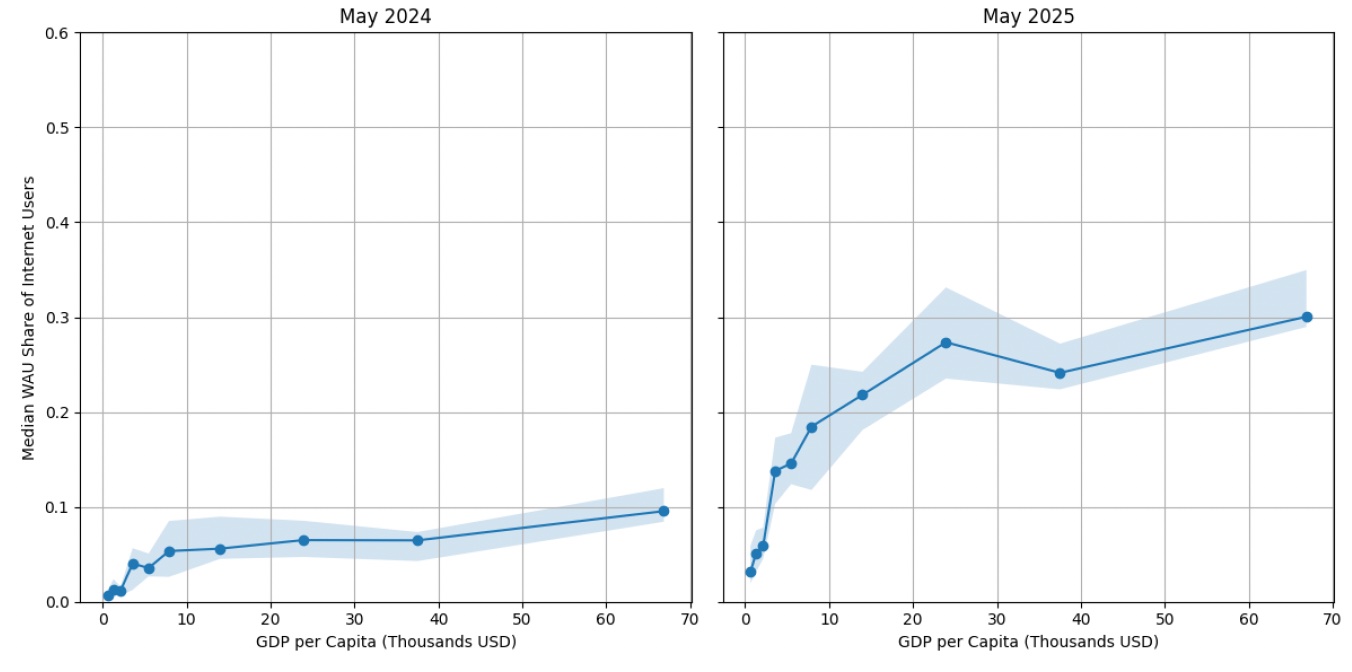 May 2024
May 2025
0.6
0.5
0.4
0.3
0.2
0.1
0.0
Median WAU Share of Internet Users
0 10 20 30 40 50 60 70
0 10 20 30 40 50 60 70
GDP per Capita (Thousands USD)
GDP per Capita (Thousands USD)